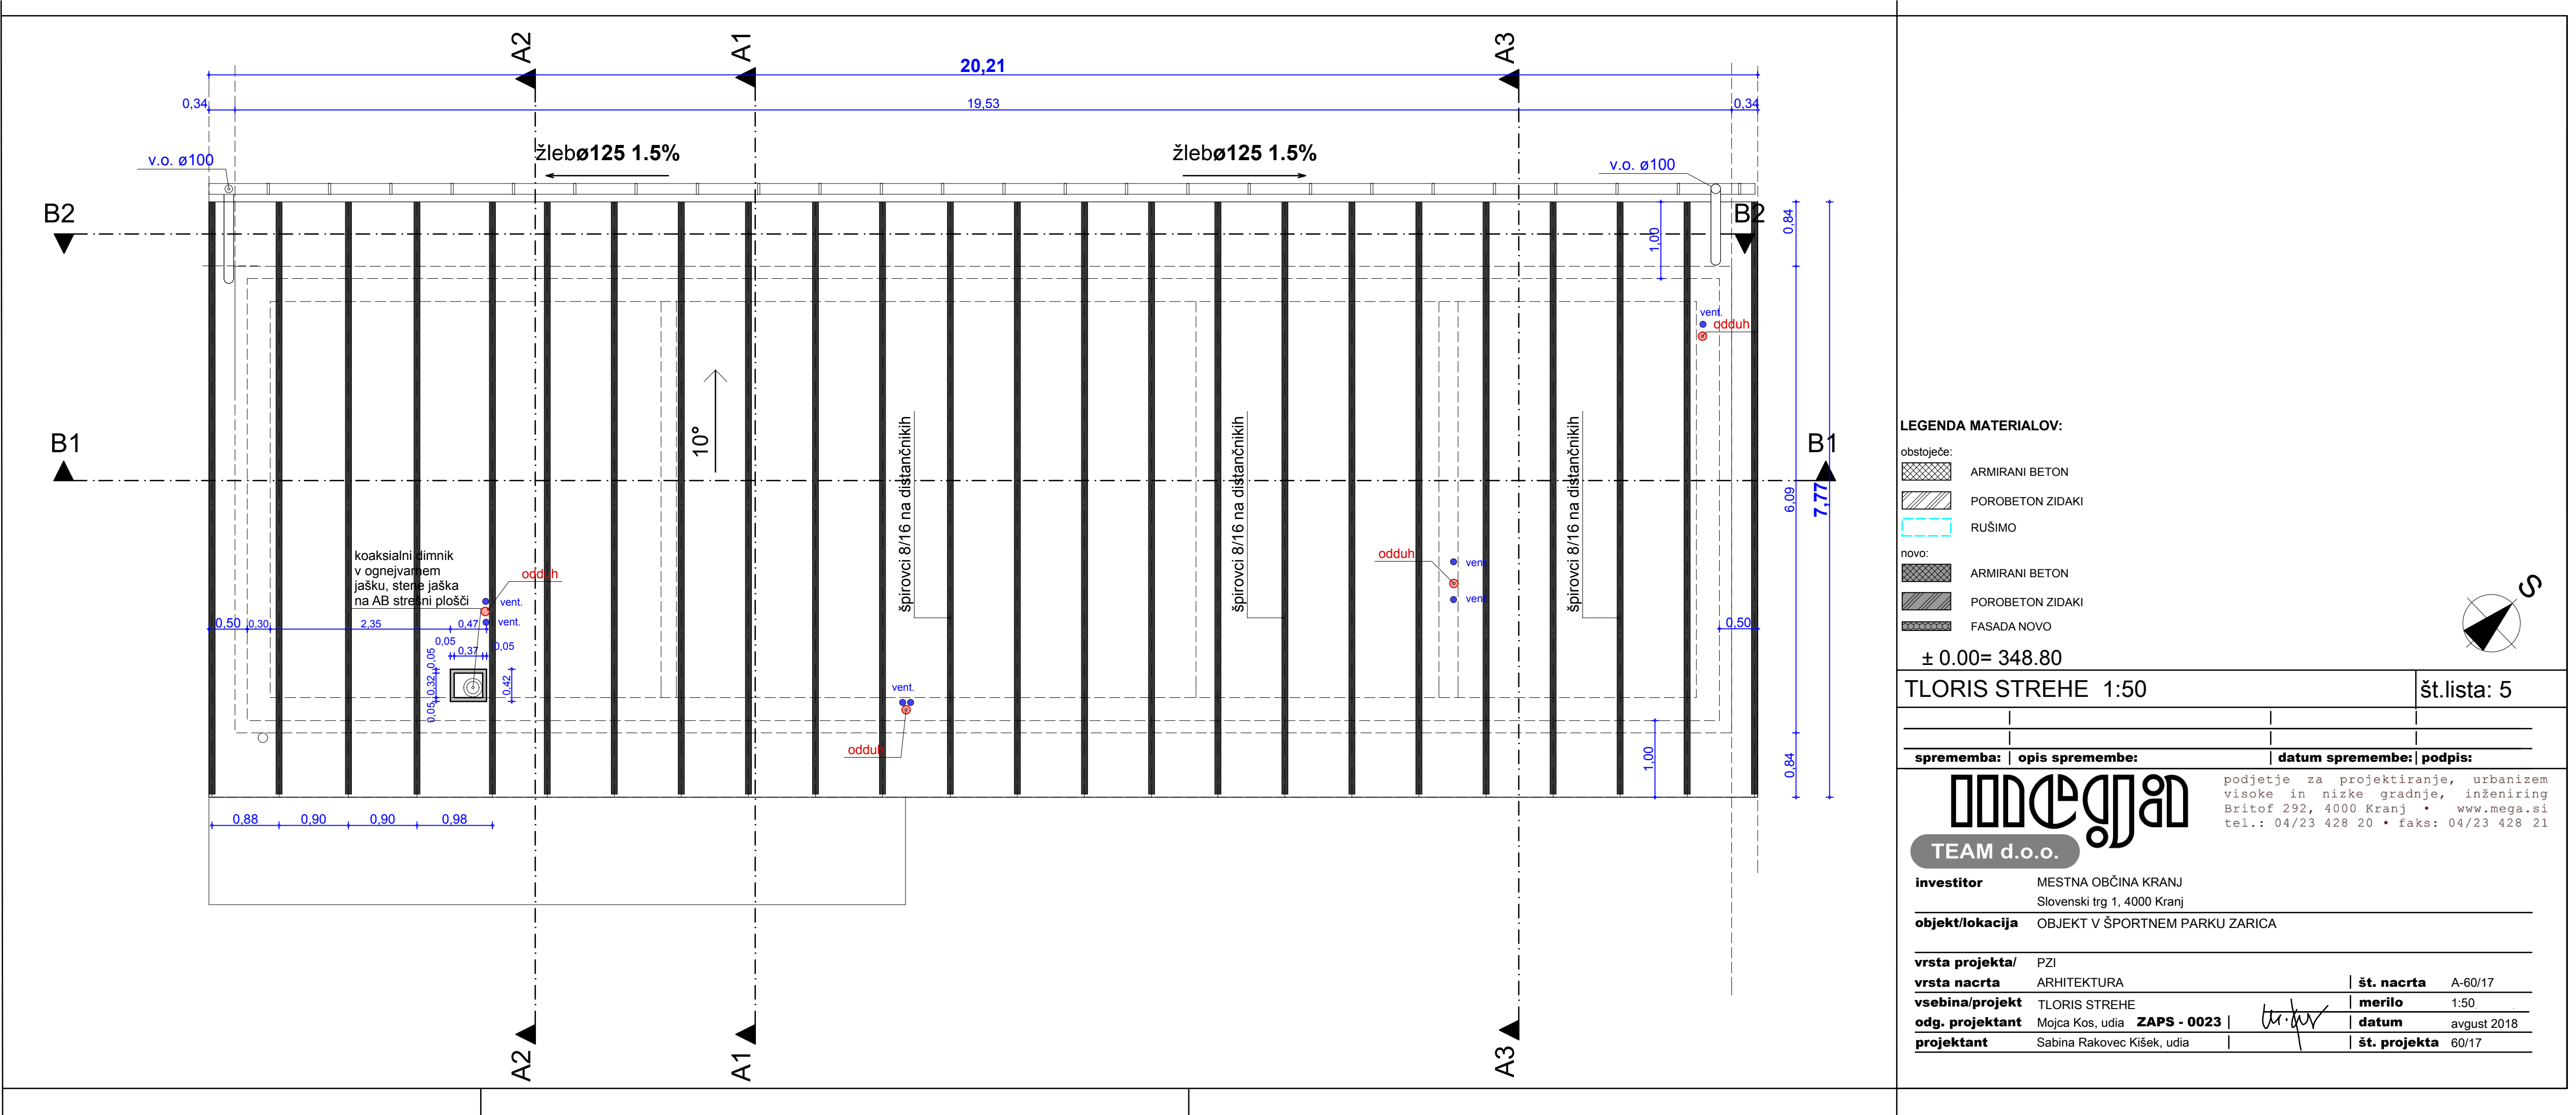 A2
A1
A3
20,21
0,34
19,53
0,34
žlebø125 1.5%
žlebø125 1.5%
v.o. ø100
v.o. ø100
B2
B2
0,84
1,00
vent.
odduh
10°
špirovci 8/16 na distančnikih
špirovci 8/16 na distančnikih
špirovci 8/16 na distančnikih
B1
B1
6,09
7,77
koaksialni dimnik
v ognejvarnem
jašku, stene jaška
na AB strešni plošči
odduh
vent.
vent.
odduh
vent.
vent.
0,50
0,30
2,35
0,47
0,50
0,05
0,37
0,05
0,05
0,32
0,05
0,42
vent.
odduh
1,00
0,84
0,88
0,90
0,90
0,98
A2
A1
A3
LEGENDA MATERIALOV:
obstoječe:
ARMIRANI BETON
POROBETON ZIDAKI
RUŠIMO
novo:
ARMIRANI BETON
POROBETON ZIDAKI
FASADA NOVO
S
± 0.00= 348.80
TLORIS STREHE 1:50
št.lista: 5
sprememba: opis spremembe: datum spremembe: podpis:
mega
TEAM d.o.o.
podjetje za projektiranje, urbanizem
visoke in nizke gradnje, inženiring
Britof 292, 4000 Kranj • www.mega.si
tel.: 04/23 428 20 • faks: 04/23 428 21
investitor MESTNA OBČINA KRANJ
Slovenski trg 1, 4000 Kranj
objekt/lokacija OBJEKT V ŠPORTNEM PARKU ZARICA
vrsta projekta/ PZI
vrsta nacrta ARHITEKTURA št. nacrta A-60/17
vsebina/projekt TLORIS STREHE merilo 1:50
odg. projektant Mojca Kos, udia ZAPS - 0023 datum avgust 2018
projektant Sabina Rakovec Kišek, udia št. projekta 60/17